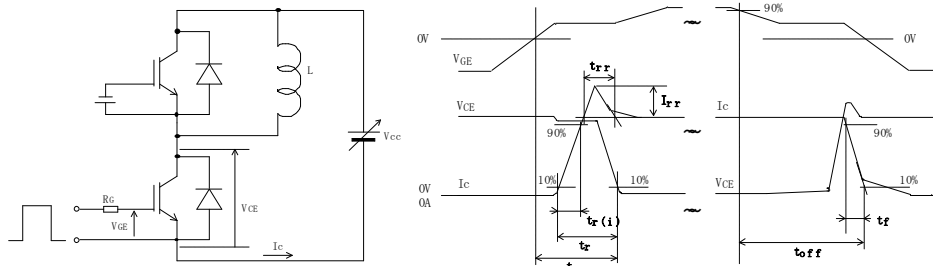 L
Vcc
RG
VGE
VCE
Ic
0V
VGE
trr
Irr
VCE
90%
0V
0A
Ic
10%
10%
tr(i)
tr
90%
0V
Ic
90%
VCE
10%
tf
toff